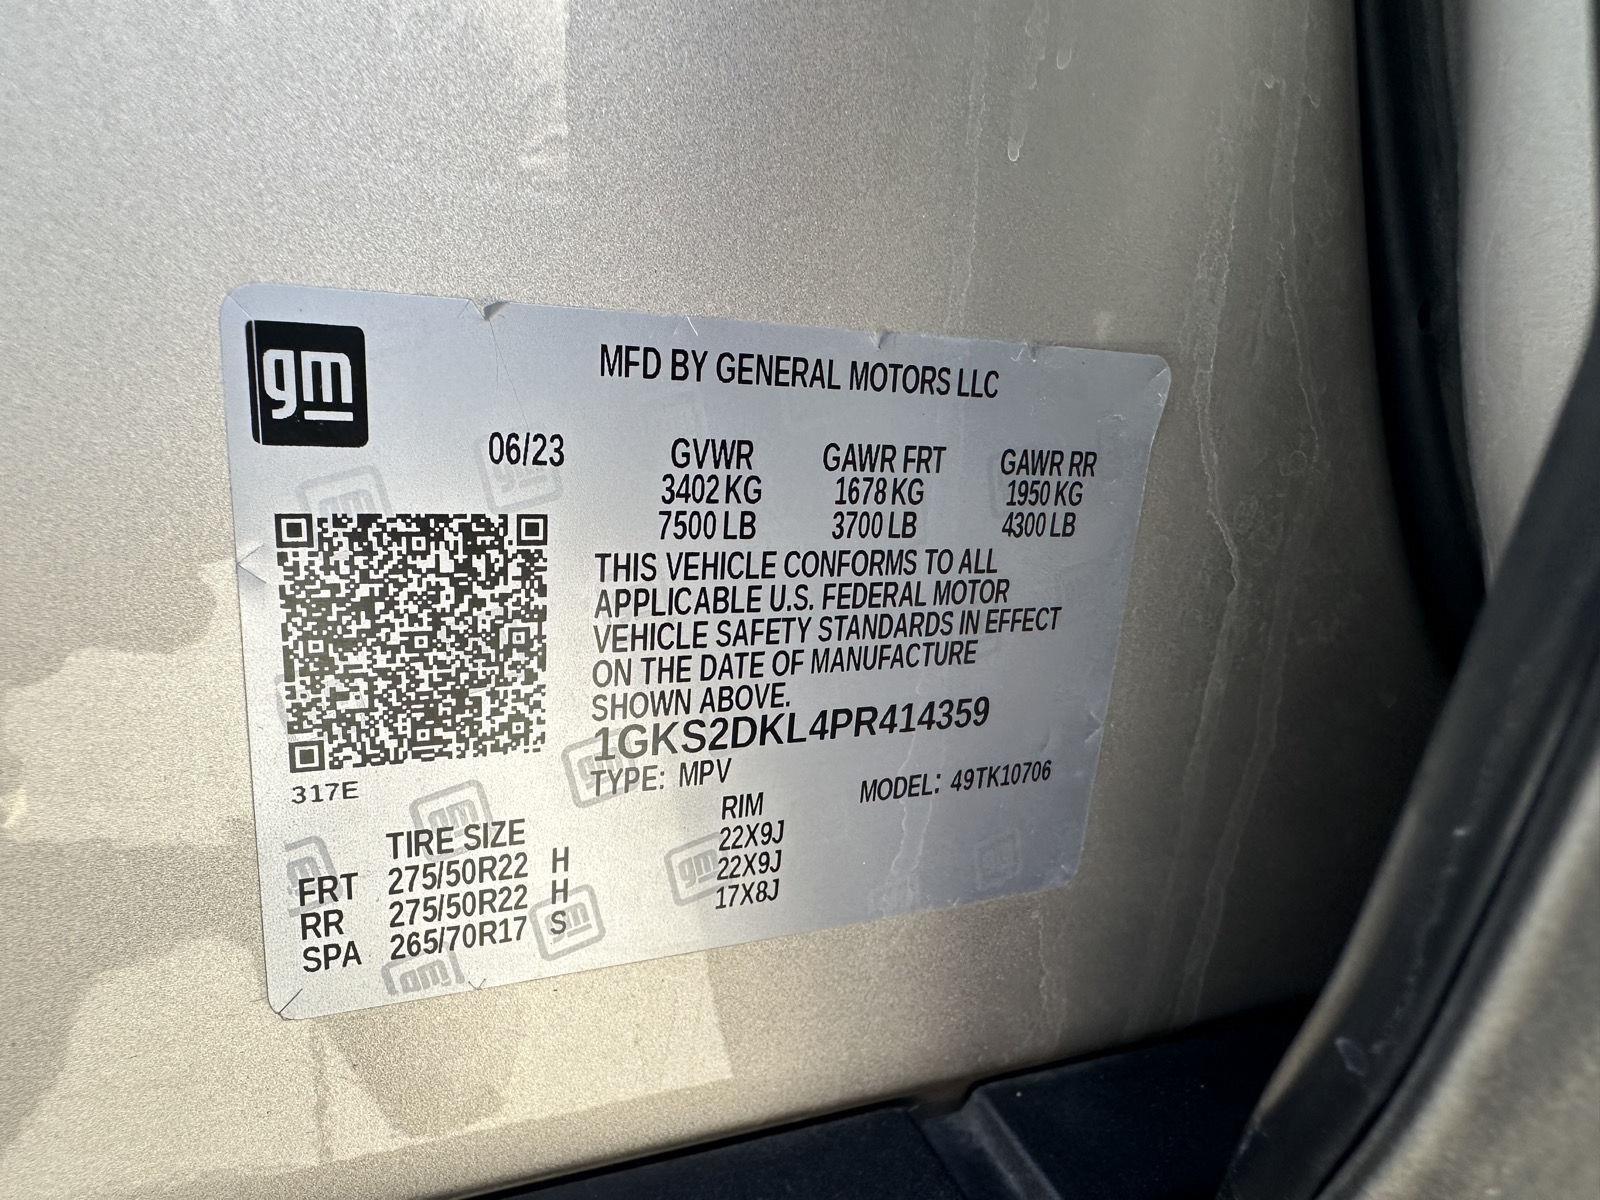 gm
MFD BY GENERAL MOTORS LLC
06/23 GVWR GAWR FRT GAWR RR
3402 KG 1678 KG 1950 KG
7500 LB 3700 LB 4300 LB
THIS VEHICLE CONFORMS TO ALL
APPLICABLE U.S. FEDERAL MOTOR
VEHICLE SAFETY STANDARDS IN EFFECT
ON THE DATE OF MANUFACTURE
SHOWN ABOVE.
1GKS2DKL4PR414359
TYPE: MPV MODEL: 49TK10706
317E
TIRE SIZE RIM
FRT 275/50R22 H 22X9J
RR 275/50R22 H 22X9J
SPA 265/70R17 S 17X8J